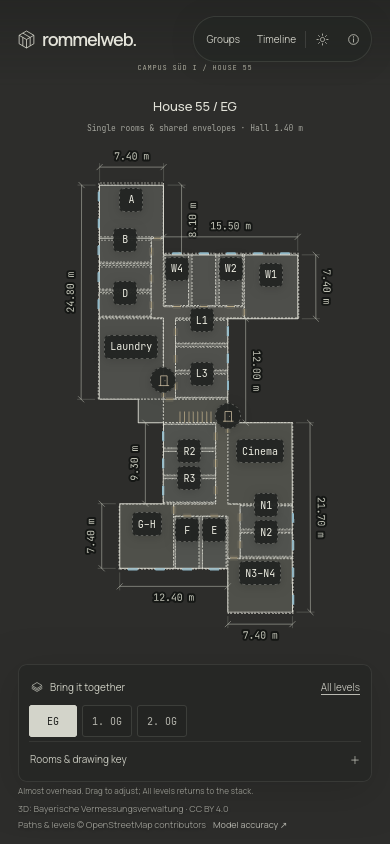 rommelweb.
Groups Timeline
CAMPUS SÜD I / HOUSE 55
House 55 / EG
Single rooms & shared envelopes · Hall 1.40 m
7.40 m
A
8.10 m
15.50 m
B
W4 W2 W1
7.40 m
24.80 m
D
L1
Laundry
12.00 m
L3
R2 Cinema
9.30 m
R3
N1
21.70 m
G–H F E N2
7.40 m
N3–N4
12.40 m
7.40 m
Bring it together All levels
EG 1. OG 2. OG
Rooms & drawing key +
Almost overhead. Drag to adjust; All levels returns to the stack.
3D: Bayerische Vermessungsverwaltung · CC BY 4.0
Paths & levels © OpenStreetMap contributors Model accuracy ↗